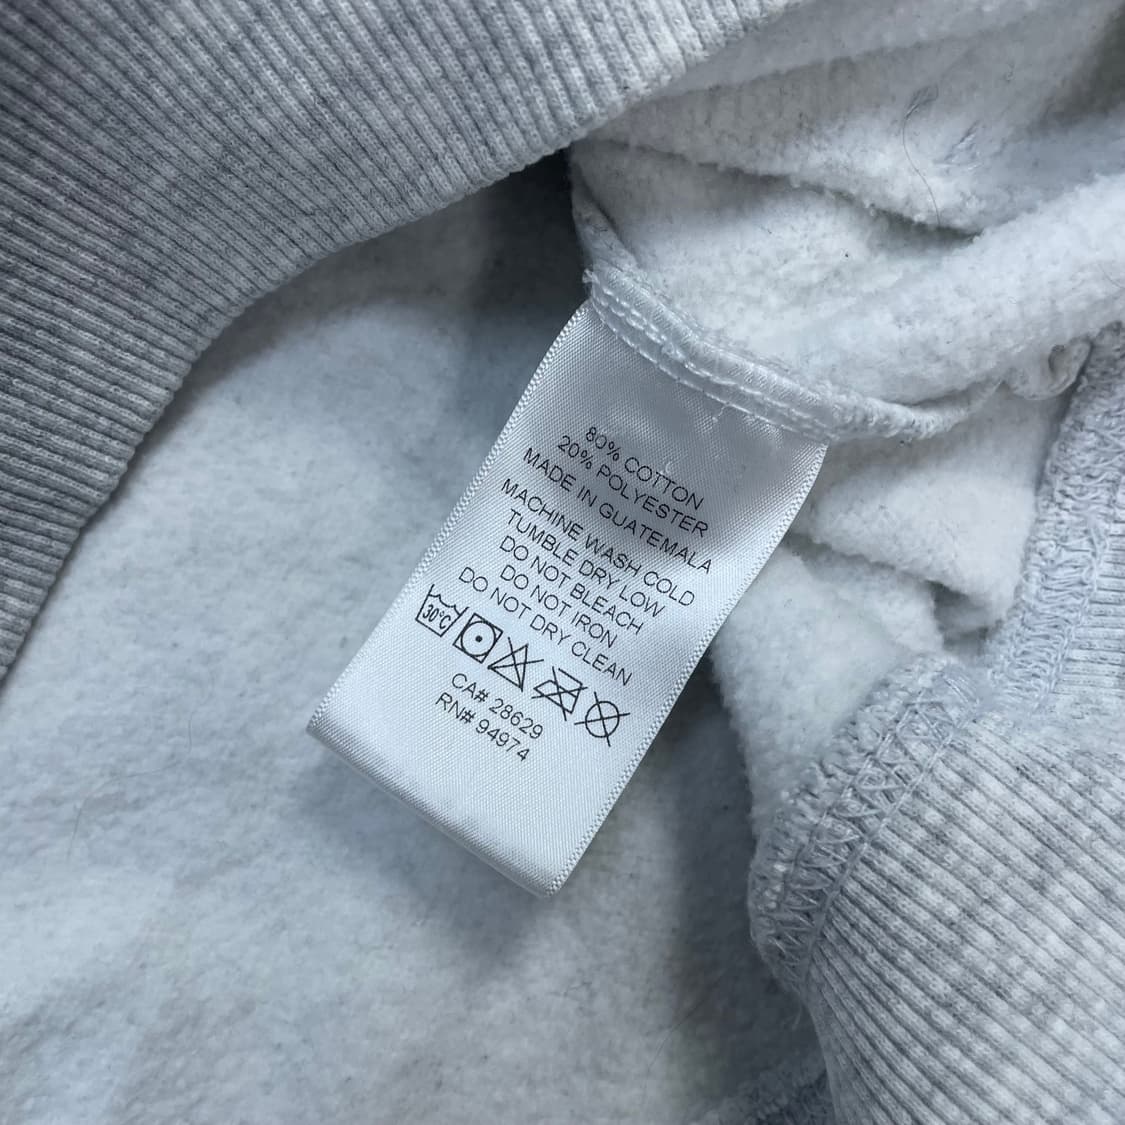 80% COTTON
20% POLYESTER
MADE IN GUATEMALA
MACHINE WASH COLD
TUMBLE DRY LOW
DO NOT BLEACH
DO NOT IRON
DO NOT DRY CLEAN
30°C
CA# 28629
RN# 94974